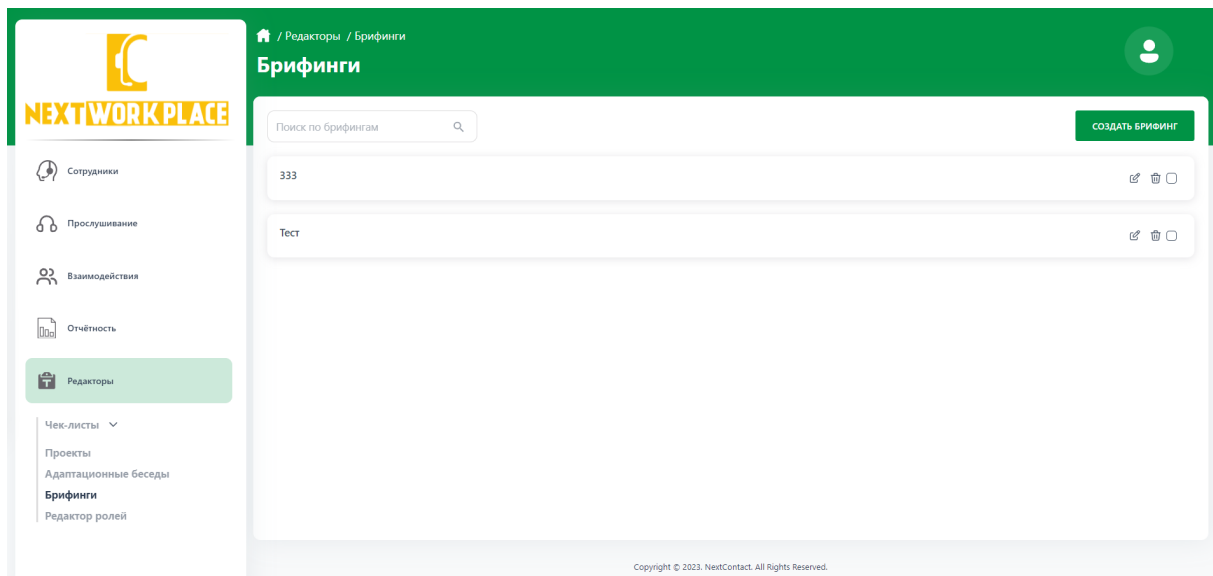 / Редакторы / Брифинги
Брифинги
NEXTWORKPLACE
Поиск по брифингам
СОЗДАТЬ БРИФИНГ
333
Тест
Сотрудники
Прослушивание
Взаимодействия
Отчётность
Редакторы
Чек-листы
Проекты
Адаптационные беседы
Брифинги
Редактор ролей
Copyright © 2023. NextContact. All Rights Reserved.